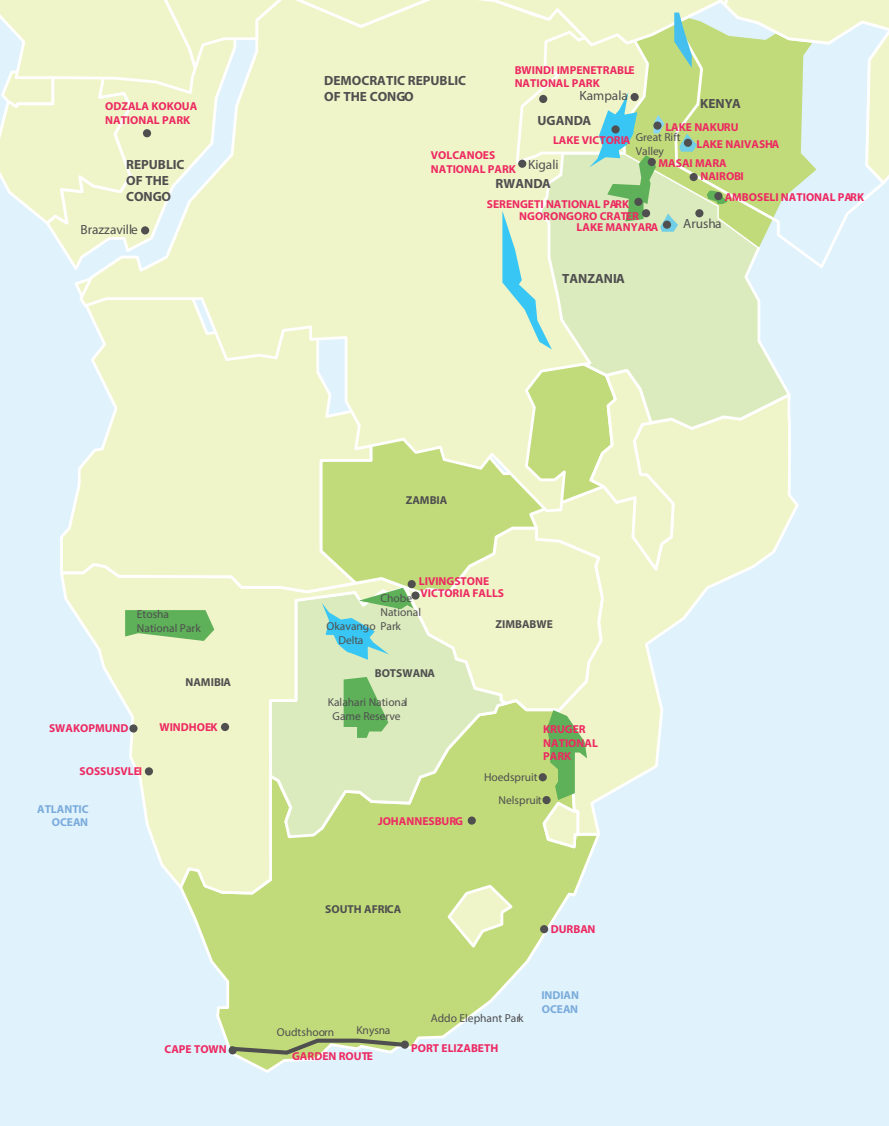 DEMOCRATIC REPUBLIC
OF THE CONGO
BWINDI IMPENETRABLE
NATIONAL PARK
Kampala
KENYA
ODZALA KOKOUA
NATIONAL PARK
UGANDA
LAKE VICTORIA
LAKE NAKURU
Great Rift
Valley
LAKE NAIVASHA
REPUBLIC
OF THE
CONGO
VOLCANOES
NATIONAL PARK
Kigali
MASAI MARA
NAIROBI
RWANDA
AMBOSELI NATIONAL PARK
SERENGETI NATIONAL PARK
NGORONGORO CRATER
LAKE MANYARA
Arusha
Brazzaville
TANZANIA
ZAMBIA
LIVINGSTONE
VICTORIA FALLS
Chobe
National
Park
Etosha
National Park
Okavango
Delta
ZIMBABWE
BOTSWANA
NAMIBIA
Kalahari National
Game Reserve
SWAKOPMUND
WINDHOEK
KRUGER
NATIONAL
PARK
SOSSUSVLEI
Hoedspruit
Nelspruit
ATLANTIC
OCEAN
JOHANNESBURG
SOUTH AFRICA
DURBAN
INDIAN
OCEAN
Addo Elephant Park
Oudtshoorn
Knysna
CAPE TOWN
GARDEN ROUTE
PORT ELIZABETH